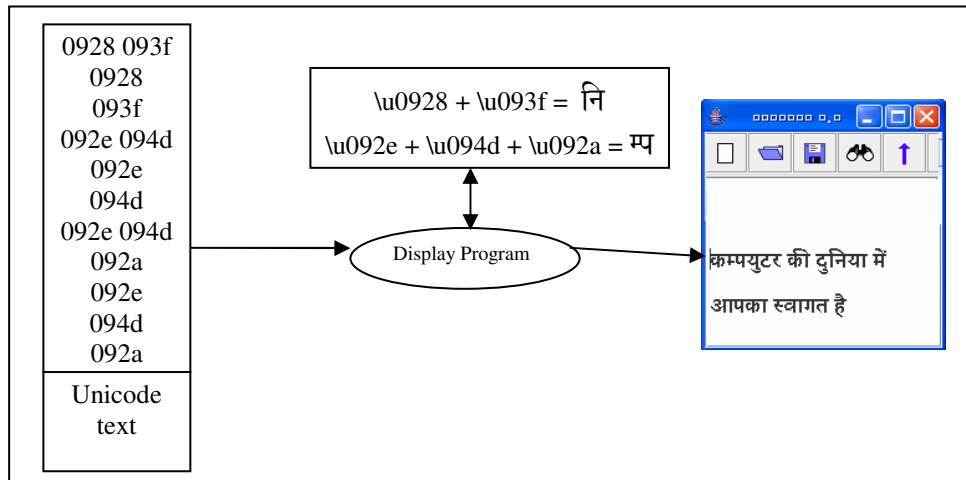 0928 093f
0928
093f
092e 094d
092e
094d
092e 094d
092a
092e
094d
092a
Unicode
text
\u0928 + \u093f = नि
\u092e + \u094d + \u092a = म्प
Display Program
कम्पयुटर की दुनिया में
आपका स्वागत है